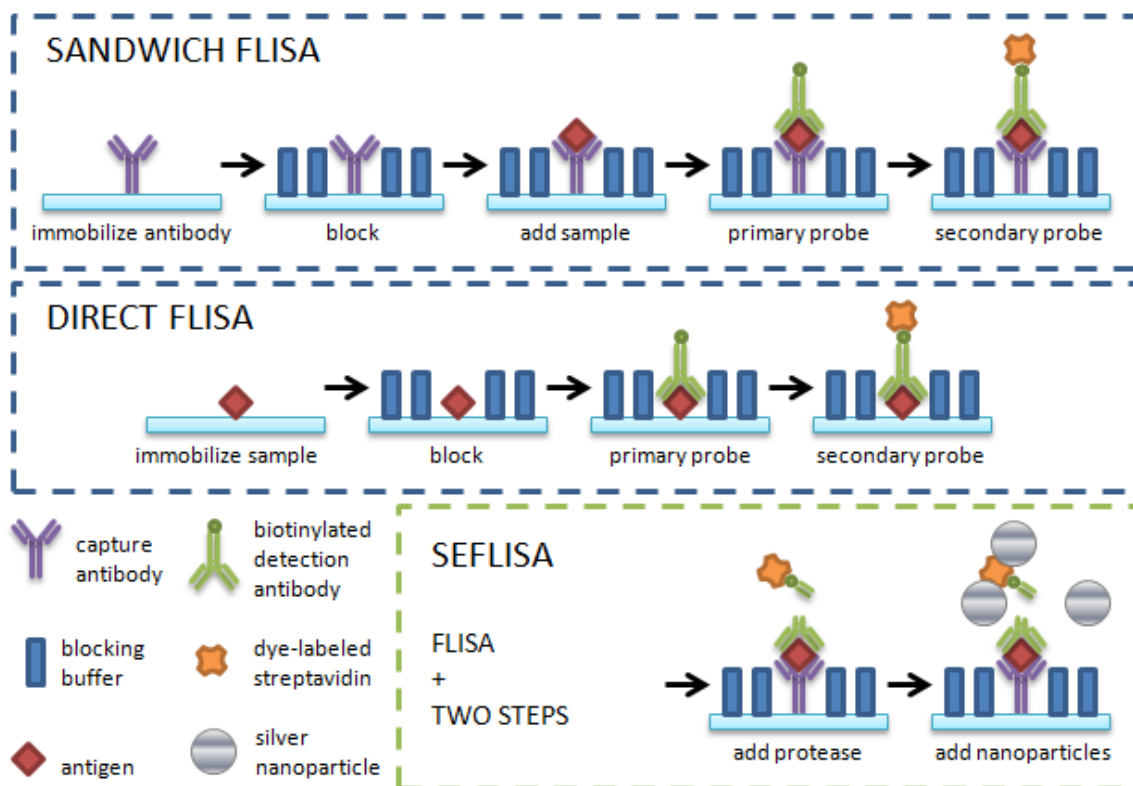 SANDWICH FLISA
immobilize antibody
block
add sample
primary probe
secondary probe
DIRECT FLISA
immobilize sample
block
primary probe
secondary probe
capture
antibody
biotinylated
detection
antibody
blocking
buffer
dye-labeled
streptavidin
antigen
silver
nanoparticle
SEFLISA
FLISA
+
TWO STEPS
add protease
add nanoparticles